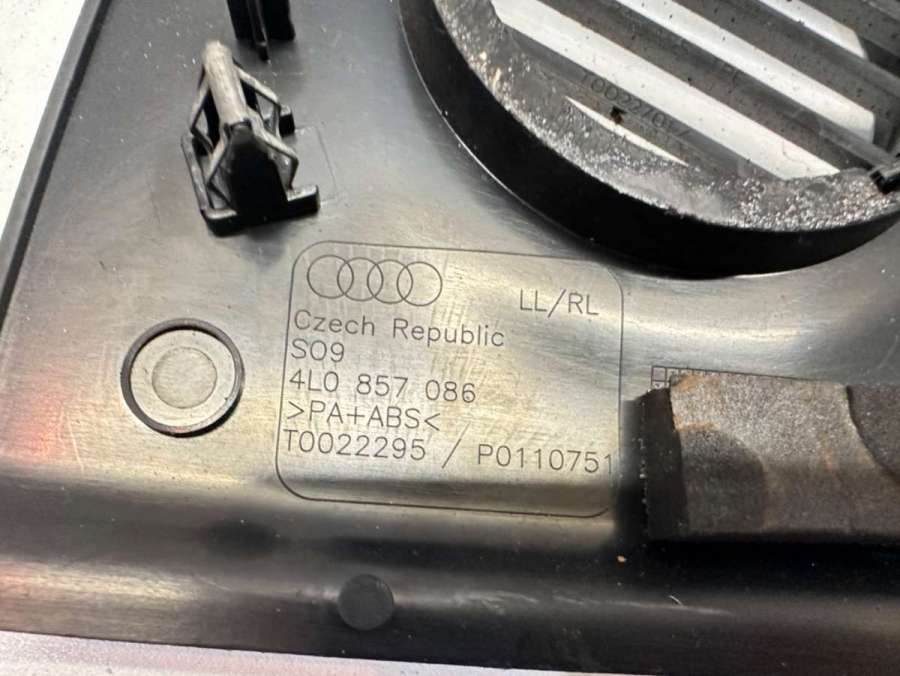 LL/RL
Czech Republic
S09
4L0 857 086
>PA+ABS<
T0022295 / P0110751